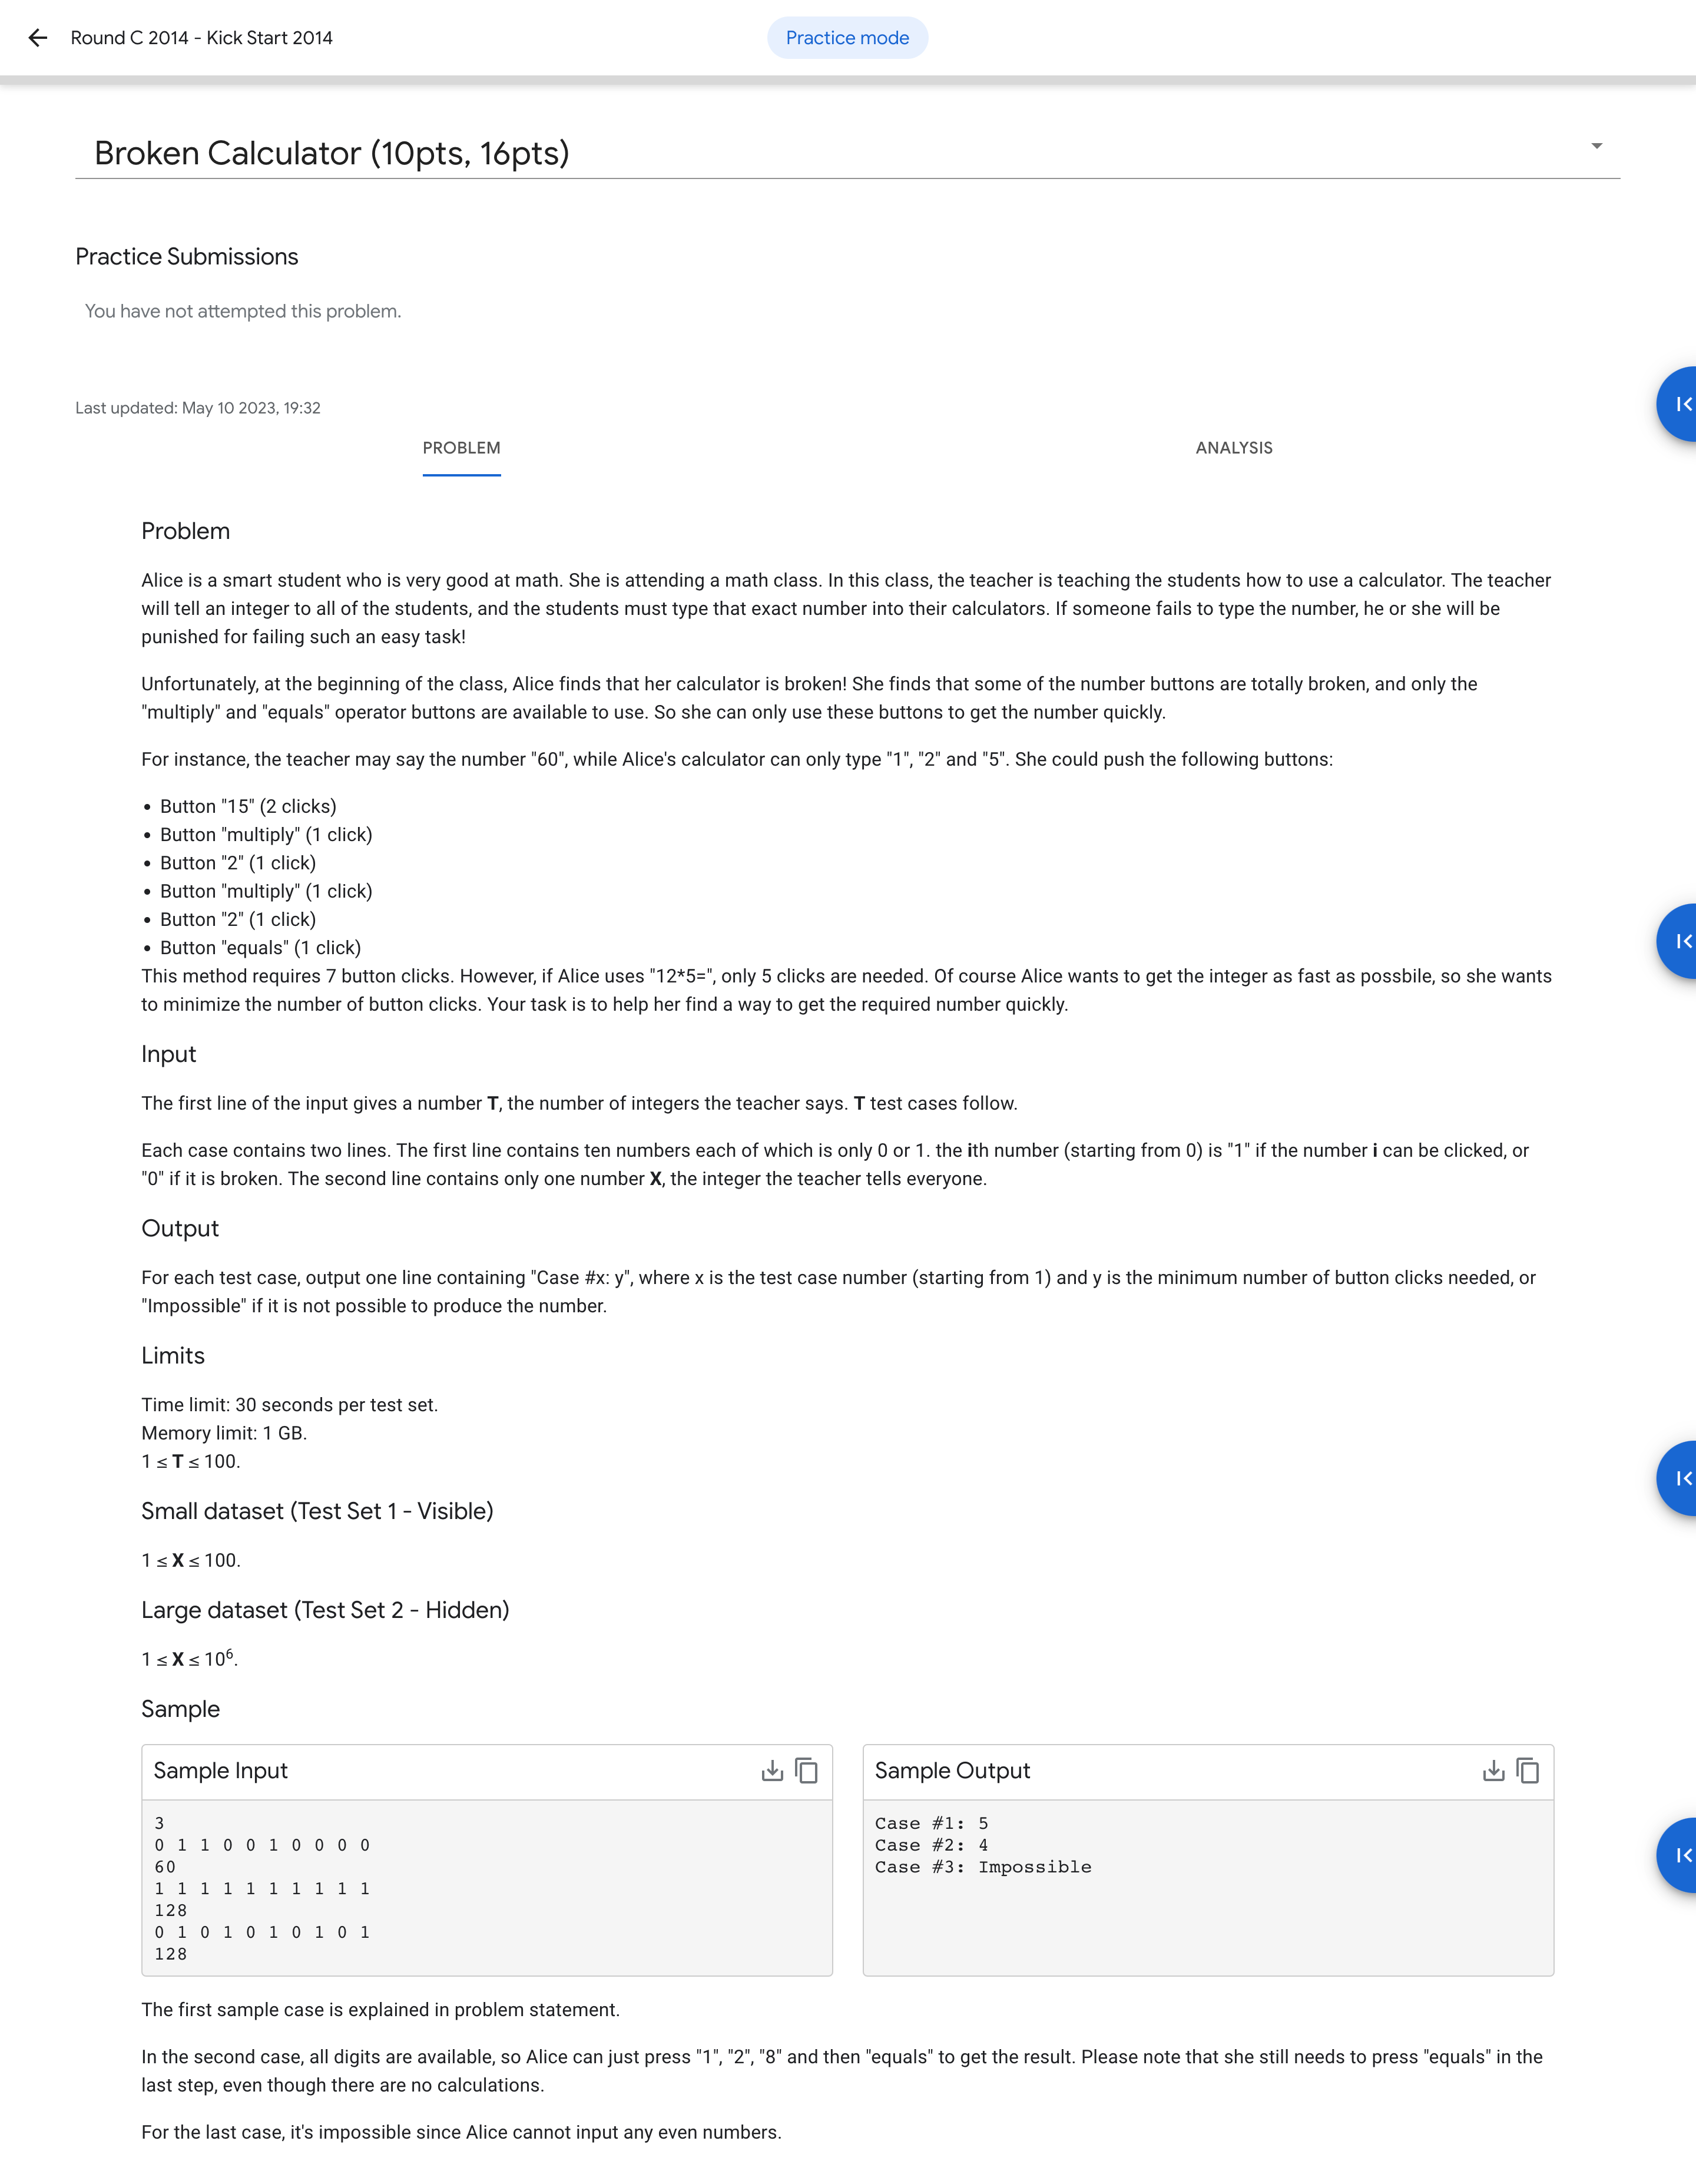 Round C 2014 - Kick Start 2014
Practice mode
Broken Calculator (10pts, 16pts)
Practice Submissions
You have not attempted this problem.
Last updated: May 10 2023, 19:32
PROBLEM
ANALYSIS
Problem
Alice is a smart student who is very good at math. She is attending a math class. In this class, the teacher is teaching the students how to use a calculator. The teacher
will tell an integer to all of the students, and the students must type that exact number into their calculators. If someone fails to type the number, he or she will be
punished for failing such an easy task!
Unfortunately, at the beginning of the class, Alice finds that her calculator is broken! She finds that some of the number buttons are totally broken, and only the
"multiply" and "equals" operator buttons are available to use. So she can only use these buttons to get the number quickly.
For instance, the teacher may say the number "60", while Alice's calculator can only type "1", "2" and "5". She could push the following buttons:
• Button "15" (2 clicks)
• Button "multiply" (1 click)
• Button "2" (1 click)
• Button "multiply" (1 click)
• Button "2" (1 click)
• Button "equals" (1 click)
This method requires 7 button clicks. However, if Alice uses "12*5=", only 5 clicks are needed. Of course Alice wants to get the integer as fast as possbile, so she wants
to minimize the number of button clicks. Your task is to help her find a way to get the required number quickly.
Input
The first line of the input gives a number T, the number of integers the teacher says. T test cases follow.
Each case contains two lines. The first line contains ten numbers each of which is only 0 or 1. the ith number (starting from 0) is "1" if the number i can be clicked, or
"0" if it is broken. The second line contains only one number X, the integer the teacher tells everyone.
Output
For each test case, output one line containing "Case #x: y", where x is the test case number (starting from 1) and y is the minimum number of button clicks needed, or
"Impossible" if it is not possible to produce the number.
Limits
Time limit: 30 seconds per test set.
Memory limit: 1 GB.
1 ≤ T ≤ 100.
Small dataset (Test Set 1 - Visible)
1 ≤ X ≤ 100.
Large dataset (Test Set 2 - Hidden)
1 ≤ X ≤ 10⁶.
Sample
Sample Input
3
0 1 1 0 0 1 0 0 0 0
60
1 1 1 1 1 1 1 1 1 1
128
0 1 0 1 0 1 0 1 0 1
128
Sample Output
Case #1: 5
Case #2: 4
Case #3: Impossible
The first sample case is explained in problem statement.
In the second case, all digits are available, so Alice can just press "1", "2", "8" and then "equals" to get the result. Please note that she still needs to press "equals" in the
last step, even though there are no calculations.
For the last case, it's impossible since Alice cannot input any even numbers.